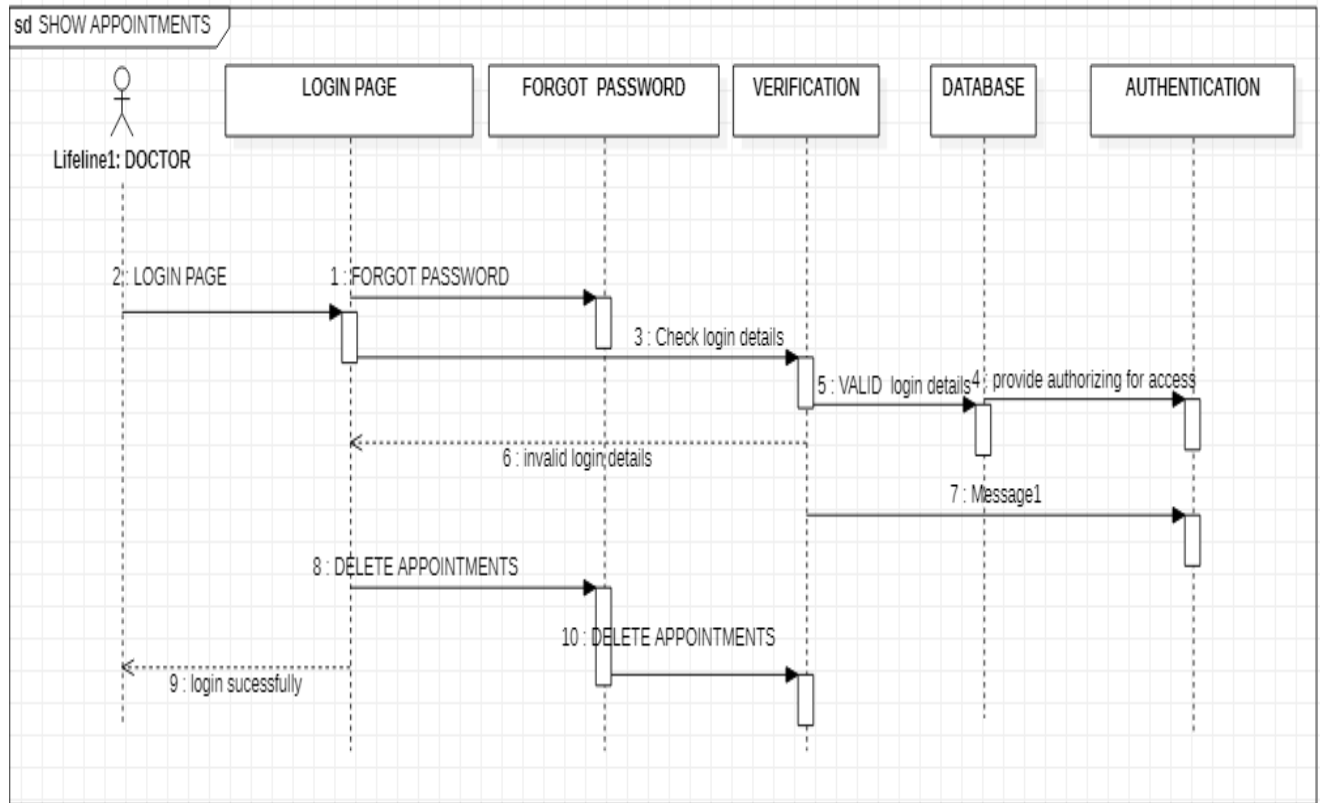 sd SHOW APPOINTMENTS
LOGIN PAGE
FORGOT PASSWORD
VERIFICATION
DATABASE
AUTHENTICATION
Lifeline1: DOCTOR
2 : LOGIN PAGE
1 : FORGOT PASSWORD
3 : Check login details
5 : VALID login details
4 : provide authorizing for access
6 : invalid login details
7 : Message1
8 : DELETE APPOINTMENTS
10 : DELETE APPOINTMENTS
9 : login sucessfully